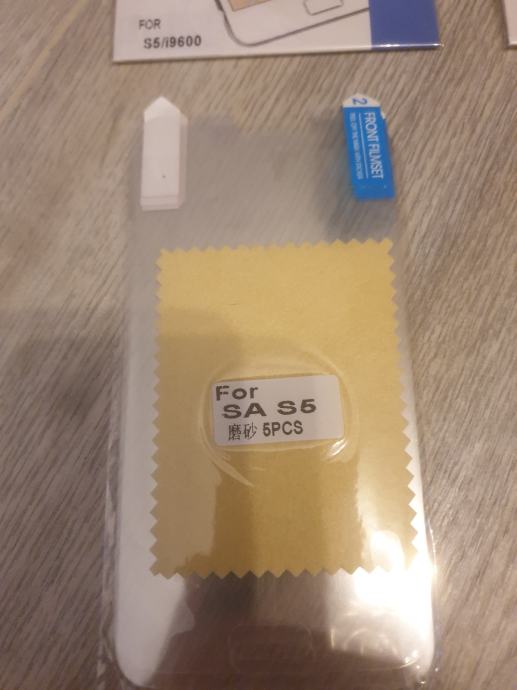 FOR
S5/i9600
2
FRONT FILMSET
For
SA S5
磨砂 5PCS